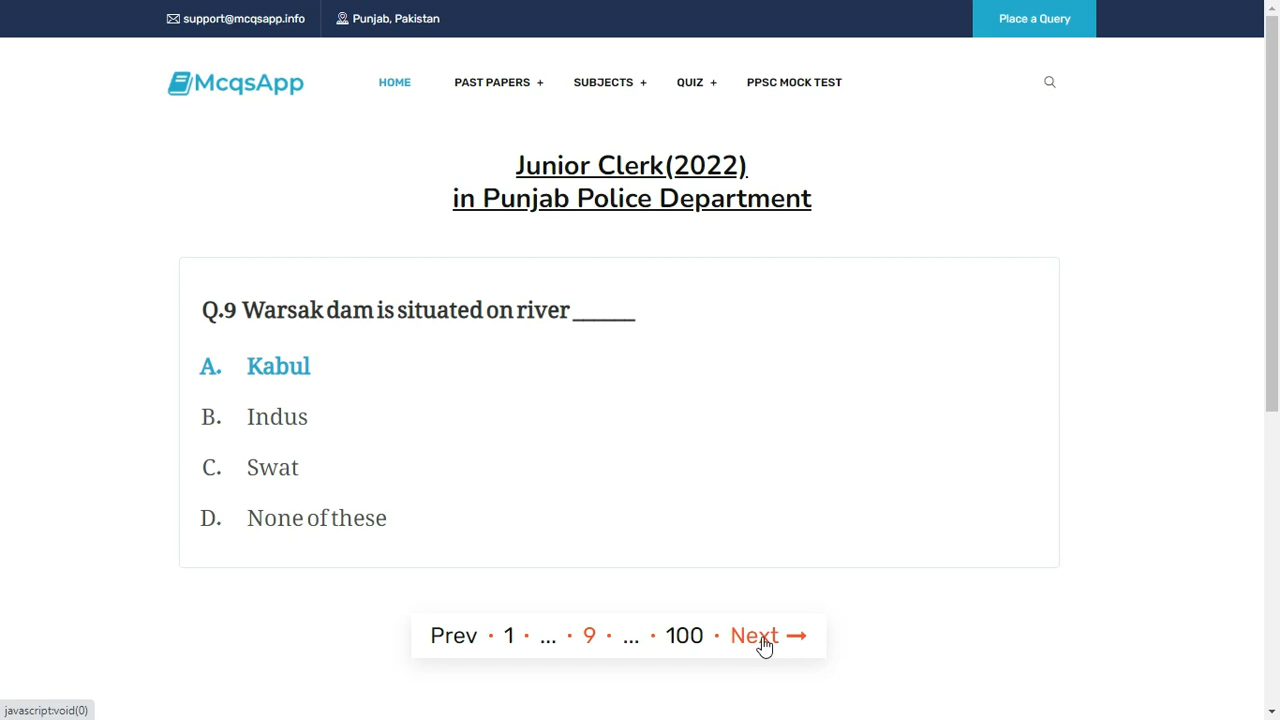 support@mcqsapp.info Punjab, Pakistan Place a Query
McqsApp HOME PAST PAPERS + SUBJECTS + QUIZ + PPSC MOCK TEST
Junior Clerk(2022)
in Punjab Police Department
Q.9 Warsak dam is situated on river ______
A. Kabul
B. Indus
C. Swat
D. None of these
Prev • 1 • ... • 9 • ... • 100 • Next →
javascript:void(0)